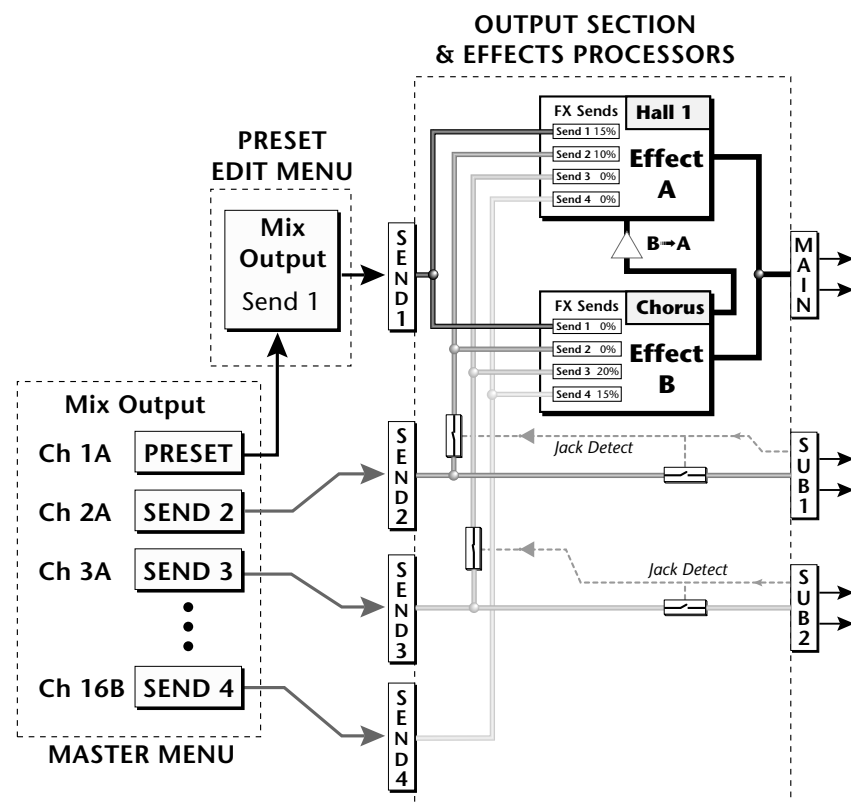 OUTPUT SECTION
& EFFECTS PROCESSORS
PRESET
EDIT MENU
Mix
Output
Send 1
FX Sends
Hall 1
Send 1 15%
Send 2 10%
Send 3 0%
Send 4 0%
Effect
A
B→A
FX Sends
Chorus
Send 1 0%
Send 2 0%
Send 3 20%
Send 4 15%
Effect
B
SEND1
MAIN
Mix Output
Ch 1A PRESET
Ch 2A SEND 2
Ch 3A SEND 3
Ch 16B SEND 4
MASTER MENU
SEND2
Jack Detect
SUB1
SEND3
Jack Detect
SUB2
SEND4